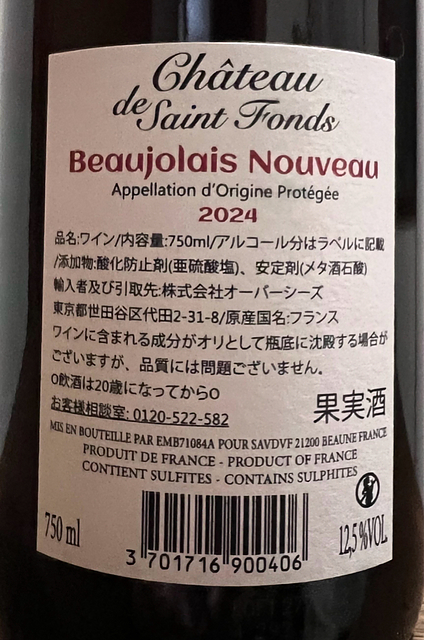 Château
de Saint Fonds
Beaujolais Nouveau
Appellation d'Origine Protégée
2024
品名:ワイン/内容量:750ml/アルコール分はラベルに記載
/添加物:酸化防止剤(亜硫酸塩)、安定剤(メタ酒石酸)
輸入者及び引取先:株式会社オーバーシーズ
東京都世田谷区代田2-31-8/原産国名:フランス
ワインに含まれる成分がオリとして瓶底に沈殿する場合が
ございますが、品質には問題ございません。
○飲酒は20歳になってから○
お客様相談室: 0120-522-582
果実酒
MIS EN BOUTEILLE PAR EMB71084A POUR SAVDVF 21200 BEAUNE FRANCE
PRODUIT DE FRANCE - PRODUCT OF FRANCE
CONTIENT SULFITES - CONTAINS SULPHITES
750 ml
12,5 %VOL.
3 701716 900406